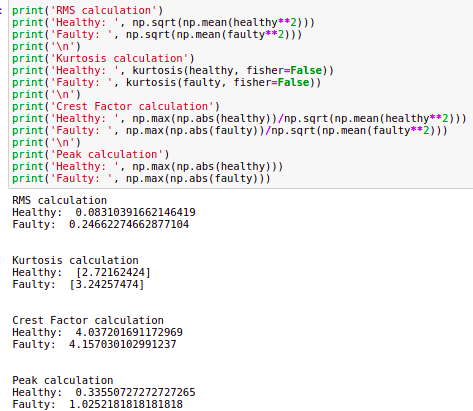 print('RMS calculation')
print('Healthy: ', np.sqrt(np.mean(healthy**2)))
print('Faulty: ', np.sqrt(np.mean(faulty**2)))
print('\n')
print('Kurtosis calculation')
print('Healthy: ', kurtosis(healthy, fisher=False))
print('Faulty: ', kurtosis(faulty, fisher=False))
print('\n')
print('Crest Factor calculation')
print('Healthy: ', np.max(np.abs(healthy))/np.sqrt(np.mean(healthy**2)))
print('Faulty: ', np.max(np.abs(faulty))/np.sqrt(np.mean(faulty**2)))
print('\n')
print('Peak calculation')
print('Healthy: ', np.max(np.abs(healthy)))
print('Faulty: ', np.max(np.abs(faulty)))
RMS calculation
Healthy:  0.08310391662146419
Faulty:  0.24662274662877104
Kurtosis calculation
Healthy:  [2.72162424]
Faulty:  [3.24257474]
Crest Factor calculation
Healthy:  4.037201691172969
Faulty:  4.157030102991237
Peak calculation
Healthy:  0.33550727272727265
Faulty:  1.0252181818181818